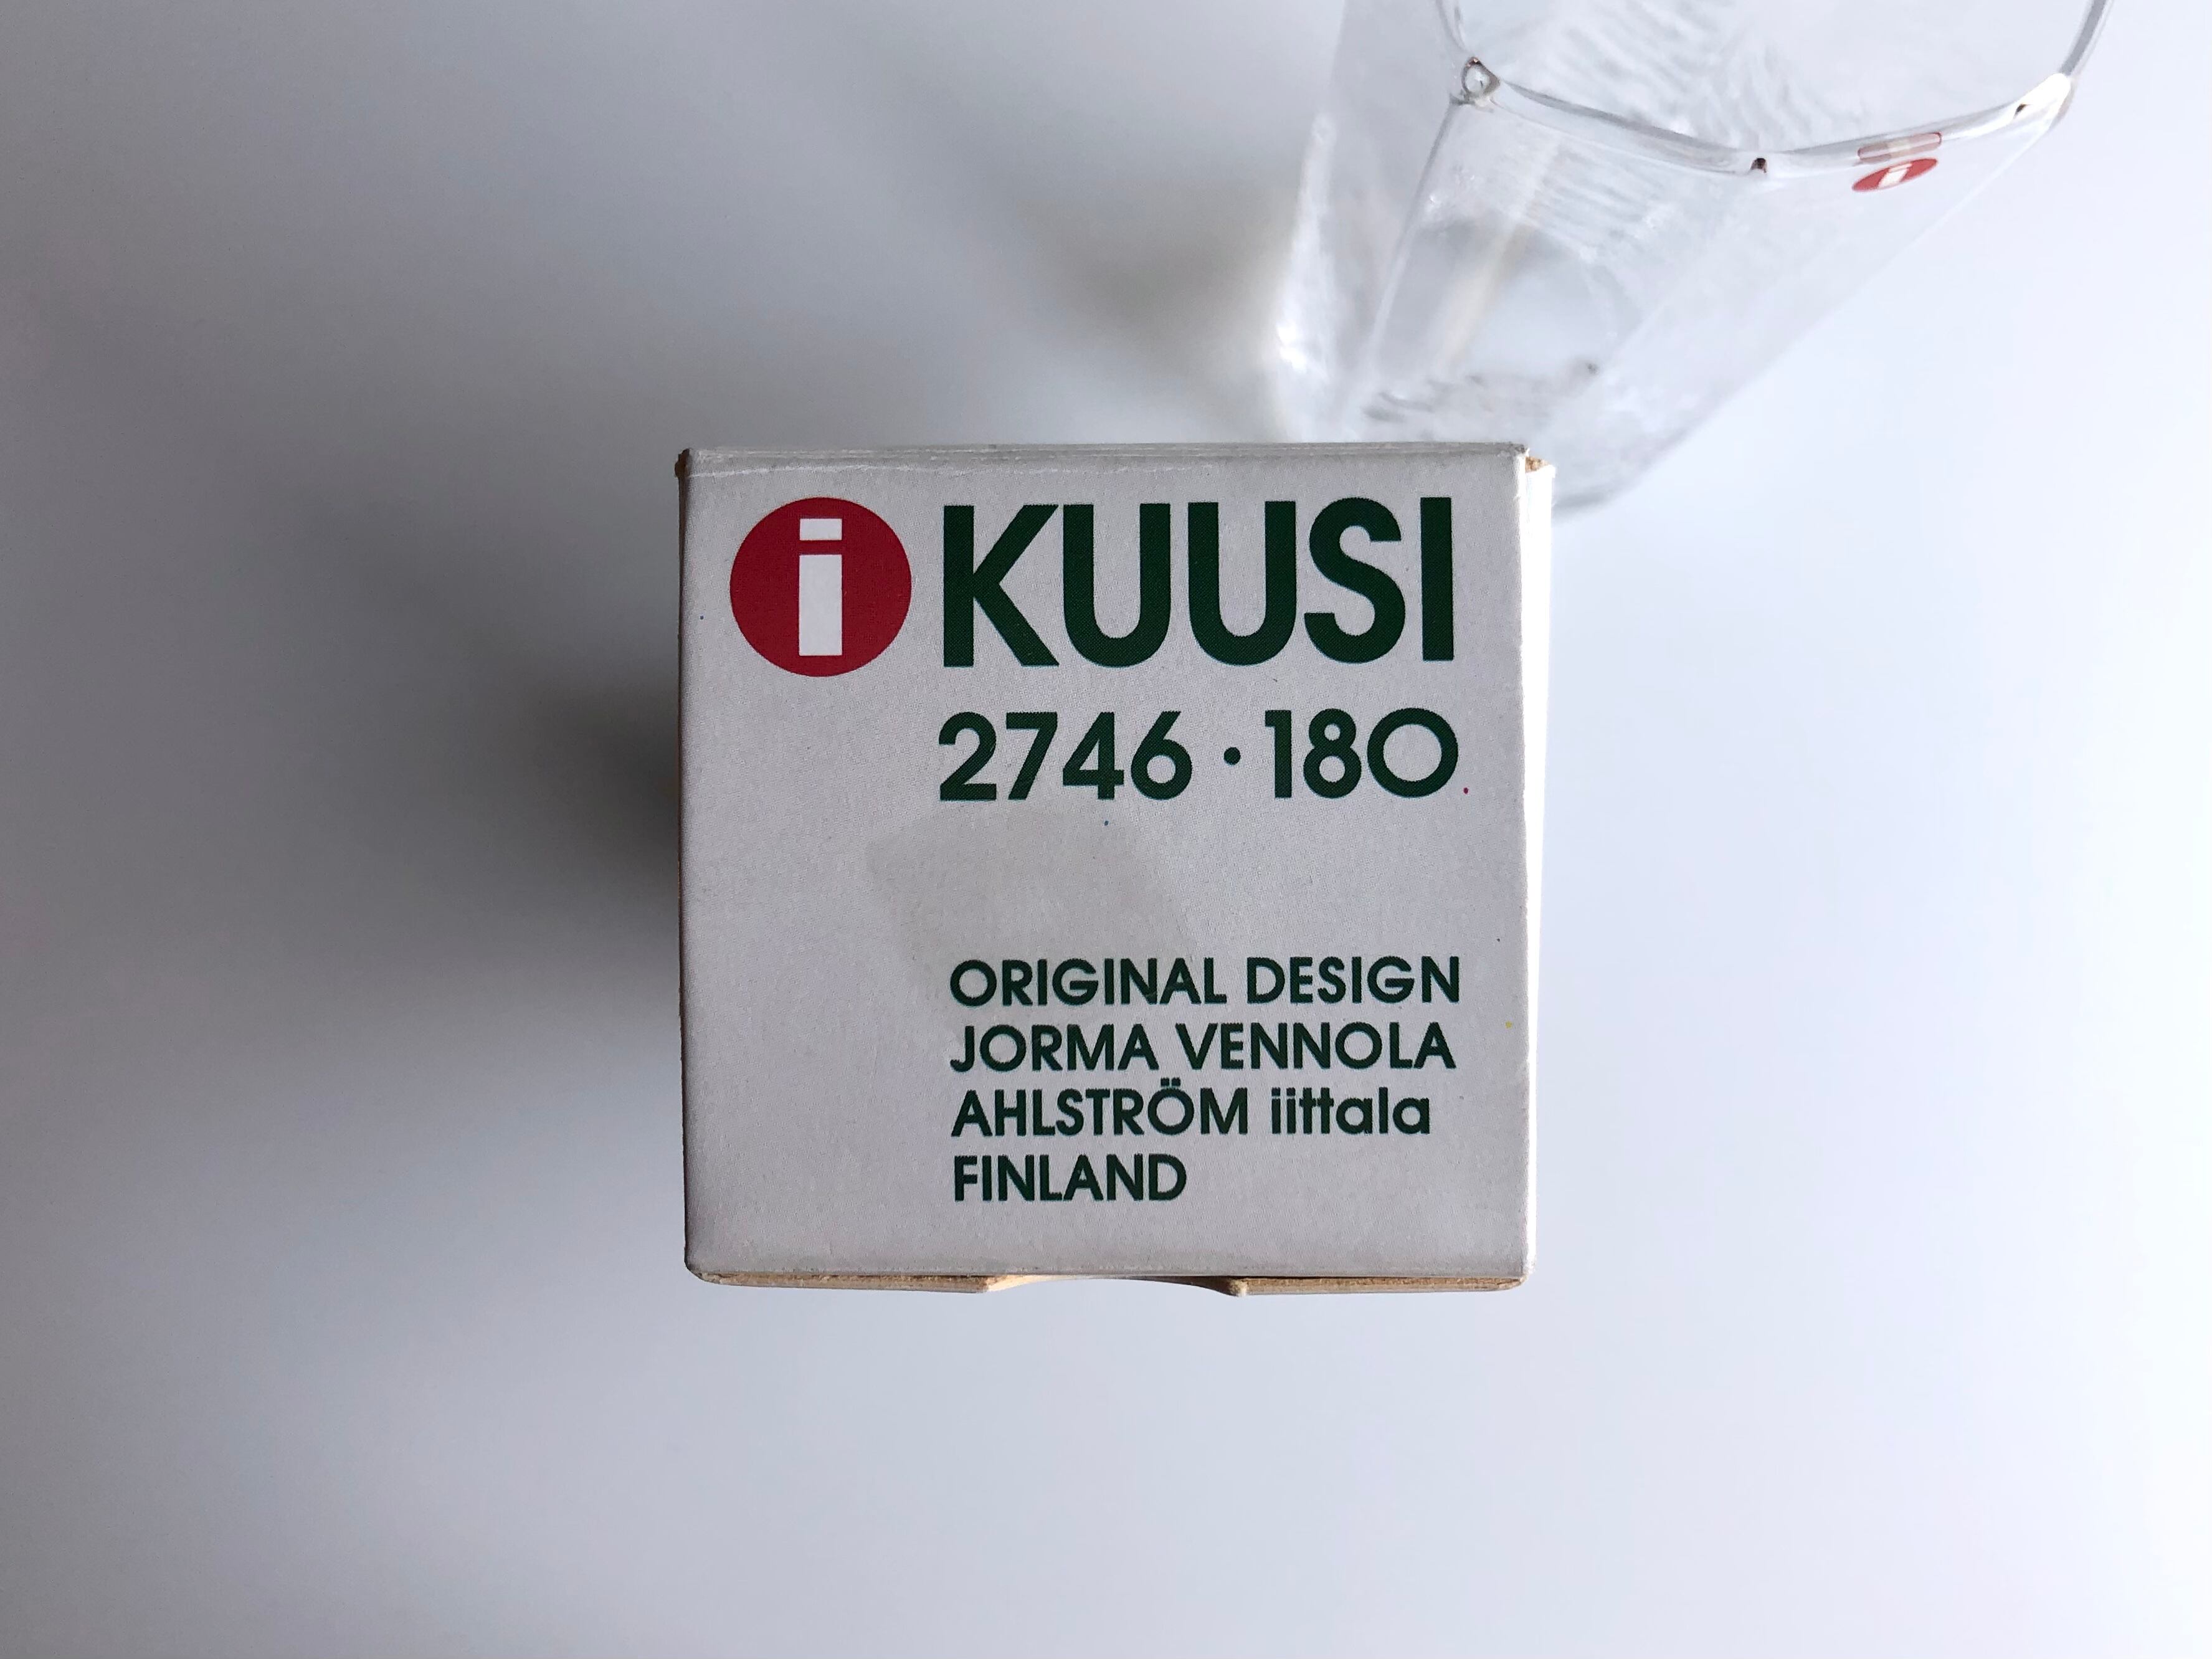 i KUUSI
2746·180
ORIGINAL DESIGN
JORMA VENNOLA
AHLSTRÖM iittala
FINLAND
i